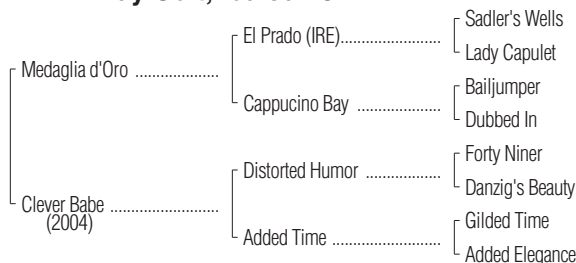 Sadler's Wells
El Prado (IRE)....................
Lady Capulet
Medaglia d'Oro ....................
Bailjumper
Cappucino Bay ....................
Dubbed In
Forty Niner
Distorted Humor ..................
Danzig's Beauty
Clever Babe ..........................
(2004)
Gilded Time
Added Time ..........................
Added Elegance